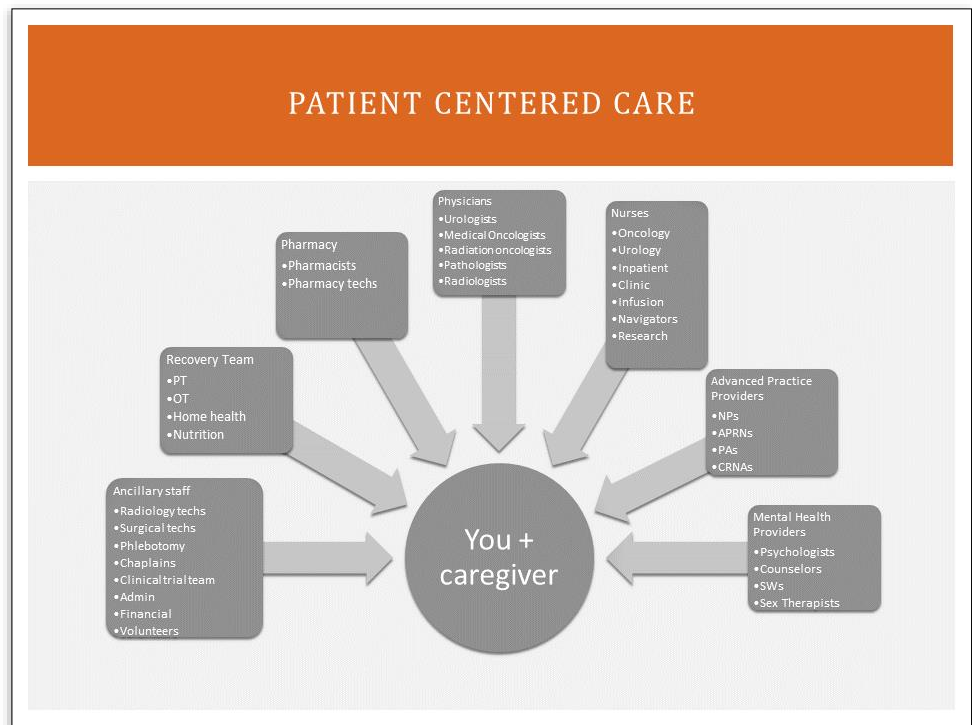 PATIENT CENTERED CARE
Physicians
•Urologists
•Medical Oncologists
•Radiation oncologists
•Pathologists
•Radiologists
Nurses
•Oncology
•Urology
•Inpatient
•Clinic
•Infusion
•Navigators
•Research
Pharmacy
•Pharmacists
•Pharmacy techs
Recovery Team
•PT
•OT
•Home health
•Nutrition
Advanced Practice
Providers
•NPs
•APRNs
•PAs
•CRNAs
Ancillary staff
•Radiology techs
•Surgical techs
•Phlebotomy
•Chaplains
•Clinical trial team
•Admin
•Financial
•Volunteers
Mental Health
Providers
•Psychologists
•Counselors
•SWs
•Sex Therapists
You +
caregiver